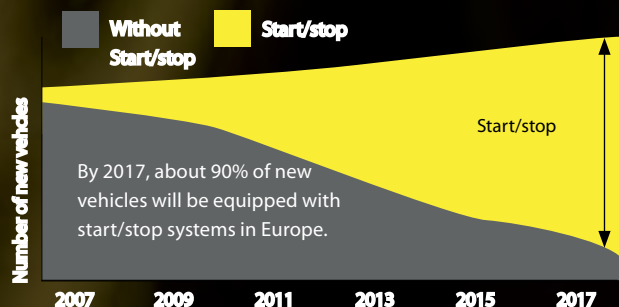 Without
Start/stop
Start/stop
Number of new vehcles
Start/stop
By 2017, about 90% of new
vehicles will be equipped with
start/stop systems in Europe.
2007 2009 2011 2013 2015 2017